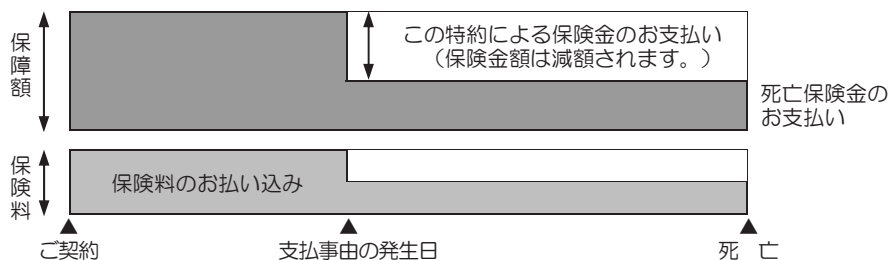 保障額
この特約による保険金のお支払い
（保険金額は減額されます。）
死亡保険金の
お支払い
保険料
保険料のお払い込み
ご契約
支払事由の発生日
死　亡